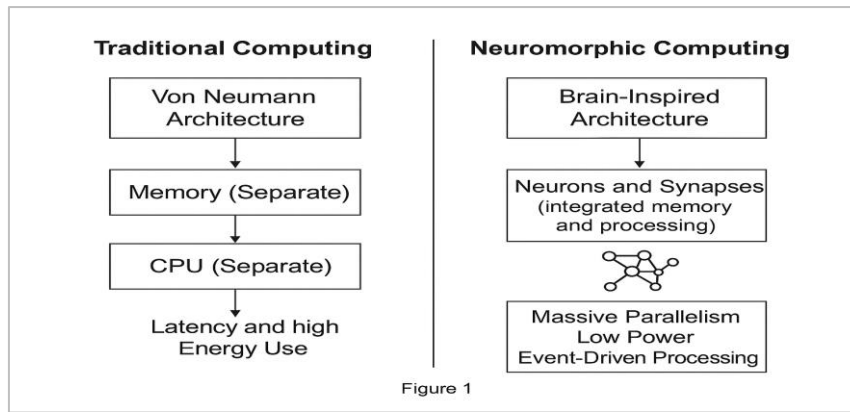 Traditional Computing
Von Neumann
Architecture
Memory (Separate)
CPU (Separate)
Latency and high
Energy Use
Neuromorphic Computing
Brain-Inspired
Architecture
Neurons and Synapses
(integrated memory
and processing)
Massive Parallelism
Low Power
Event-Driven Processing
Figure 1